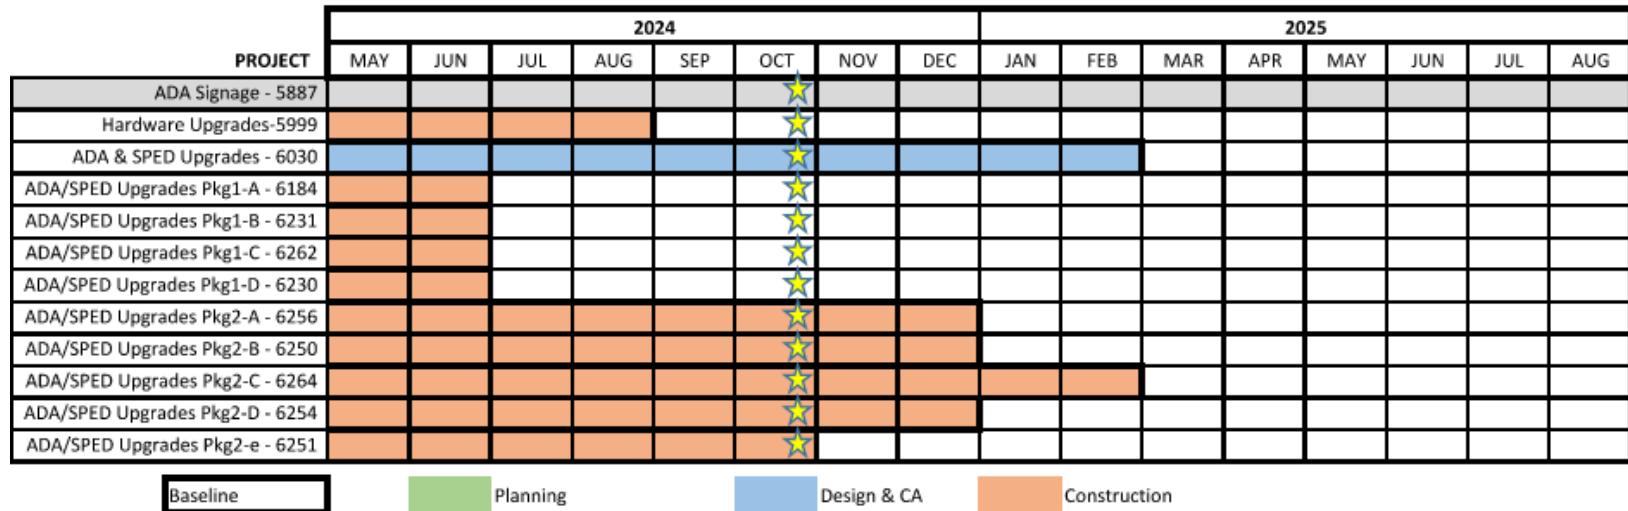 2024 2025
PROJECT MAY JUN JUL AUG SEP OCT NOV DEC JAN FEB MAR APR MAY JUN JUL AUG
ADA Signage - 5887
Hardware Upgrades-5999
ADA & SPED Upgrades - 6030
ADA/SPED Upgrades Pkg1-A - 6184
ADA/SPED Upgrades Pkg1-B - 6231
ADA/SPED Upgrades Pkg1-C - 6262
ADA/SPED Upgrades Pkg1-D - 6230
ADA/SPED Upgrades Pkg2-A - 6256
ADA/SPED Upgrades Pkg2-B - 6250
ADA/SPED Upgrades Pkg2-C - 6264
ADA/SPED Upgrades Pkg2-D - 6254
ADA/SPED Upgrades Pkg2-e - 6251
Baseline Planning Design & CA Construction